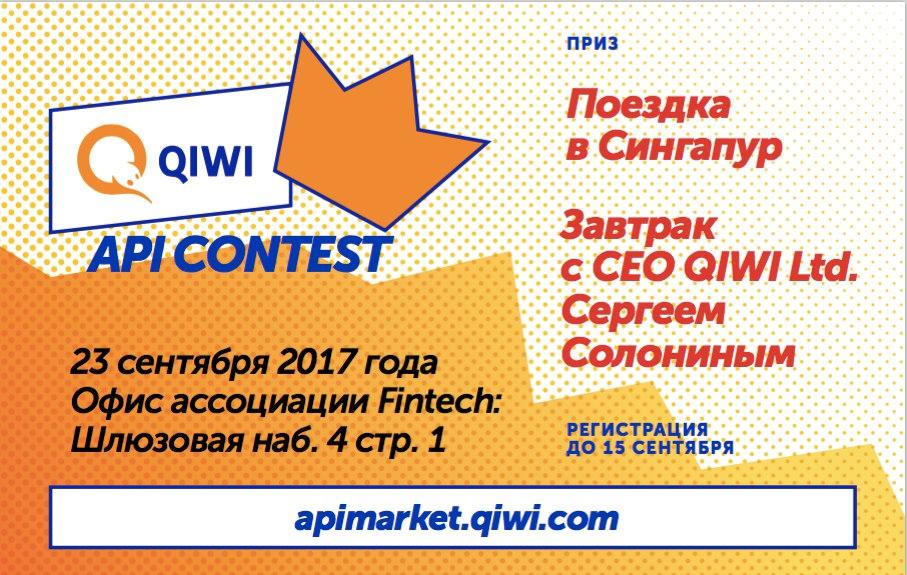 QIWI
API CONTEST
23 сентября 2017 года
Офис ассоциации Fintech:
Шлюзовая наб. 4 стр. 1
ПРИЗ
Поездка
в Сингапур
Завтрак
с CEO QIWI Ltd.
Сергеем
Солониным
РЕГИСТРАЦИЯ
ДО 15 СЕНТЯБРЯ
apimarket.qiwi.com